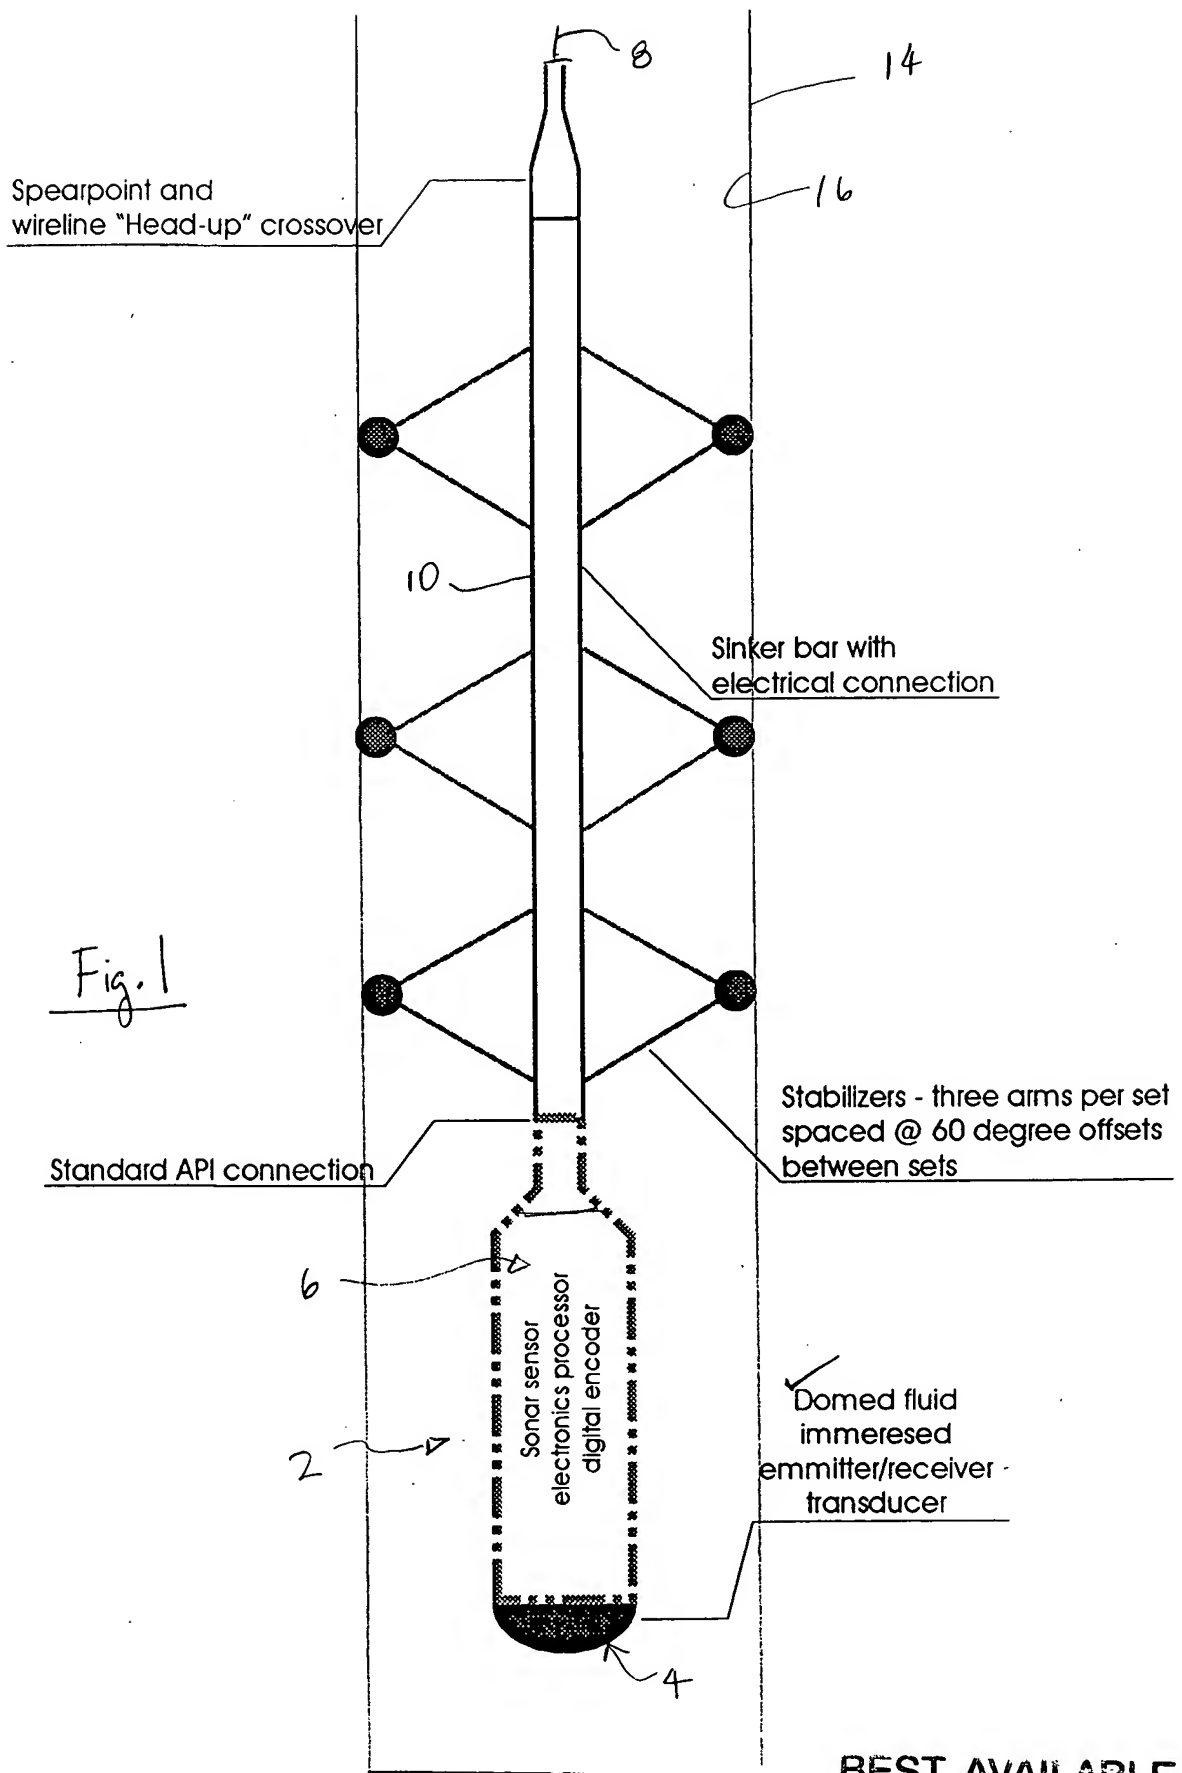 8
14
Spearpoint and
wireline "Head-up" crossover
16
10
Sinker bar with
electrical connection
Fig. 1
Stabilizers - three arms per set
spaced @ 60 degree offsets
between sets
Standard API connection
6
Sonar sensor
electronics processor
digital encoder
Domed fluid
immeresed
emmitter/receiver
transducer
2
4
BEST AVAILABLE